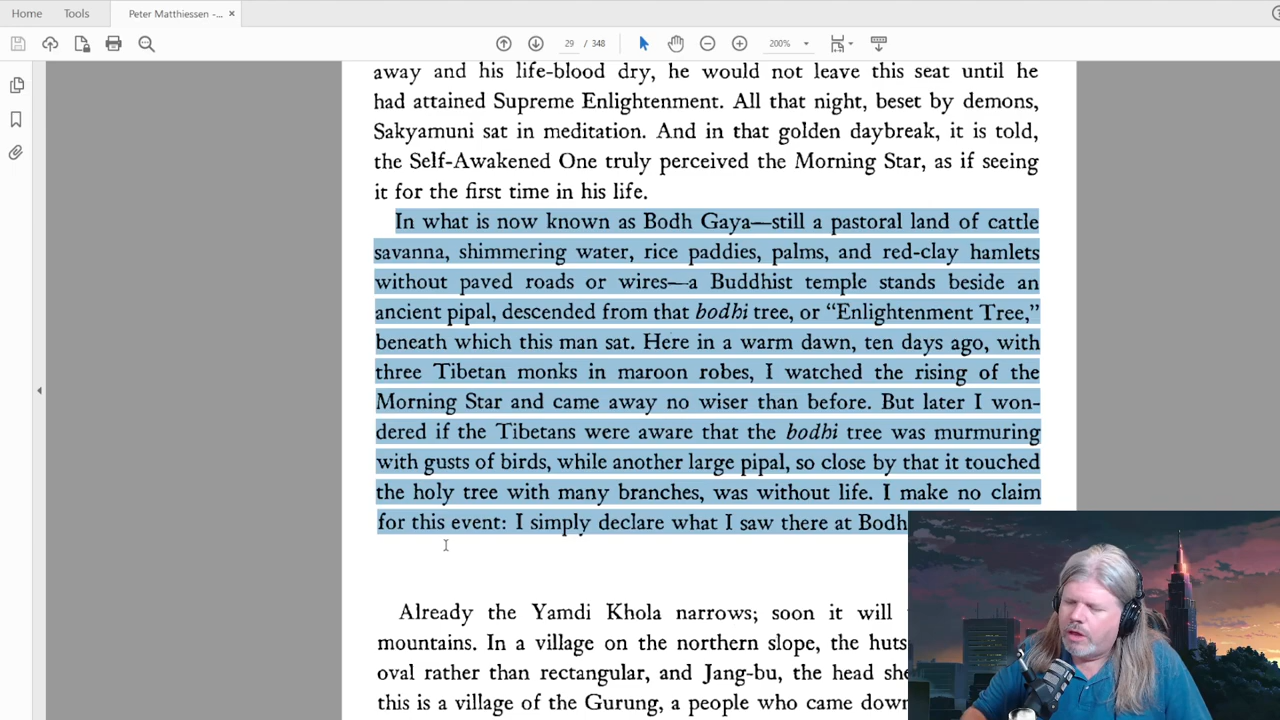 Home Tools Peter Matthiessen -... ×
29 / 348 200%
away and his life-blood dry, he would not leave this seat until he
had attained Supreme Enlightenment. All that night, beset by demons,
Sakyamuni sat in meditation. And in that golden daybreak, it is told,
the Self-Awakened One truly perceived the Morning Star, as if seeing
it for the first time in his life.
In what is now known as Bodh Gaya—still a pastoral land of cattle
savanna, shimmering water, rice paddies, palms, and red-clay hamlets
without paved roads or wires—a Buddhist temple stands beside an
ancient pipal, descended from that bodhi tree, or “Enlightenment Tree,”
beneath which this man sat. Here in a warm dawn, ten days ago, with
three Tibetan monks in maroon robes, I watched the rising of the
Morning Star and came away no wiser than before. But later I won-
dered if the Tibetans were aware that the bodhi tree was murmuring
with gusts of birds, while another large pipal, so close by that it touched
the holy tree with many branches, was without life. I make no claim
for this event: I simply declare what I saw there at Bodh
Already the Yamdi Khola narrows; soon it will
mountains. In a village on the northern slope, the huts
oval rather than rectangular, and Jang-bu, the head
this is a village of the Gurung, a people who came down